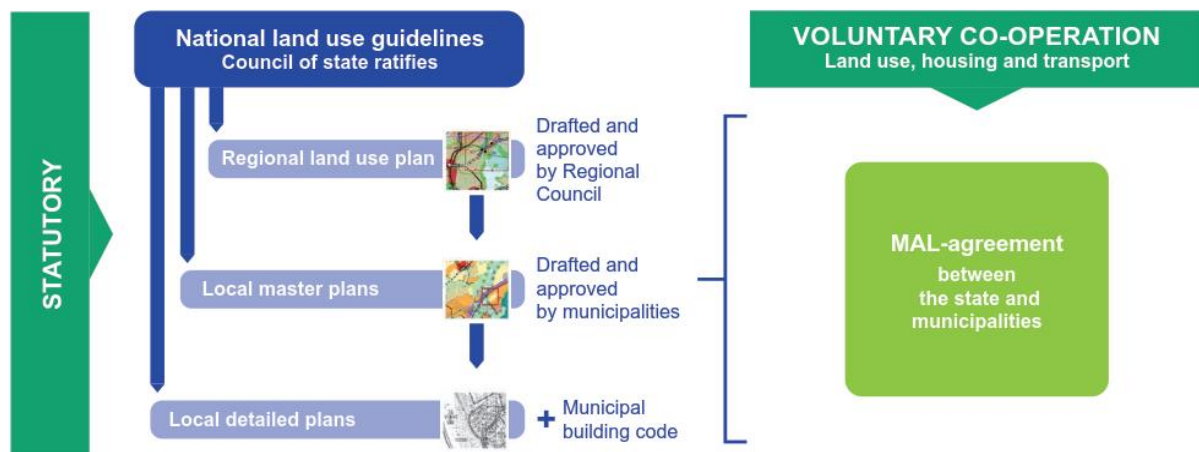 STATUTORY
National land use guidelines
Council of state ratifies
Regional land use plan
Drafted and
approved
by Regional
Council
Local master plans
Drafted and
approved
by municipalities
Local detailed plans
+ Municipal
building code
VOLUNTARY CO-OPERATION
Land use, housing and transport
MAL-agreement
between
the state and
municipalities